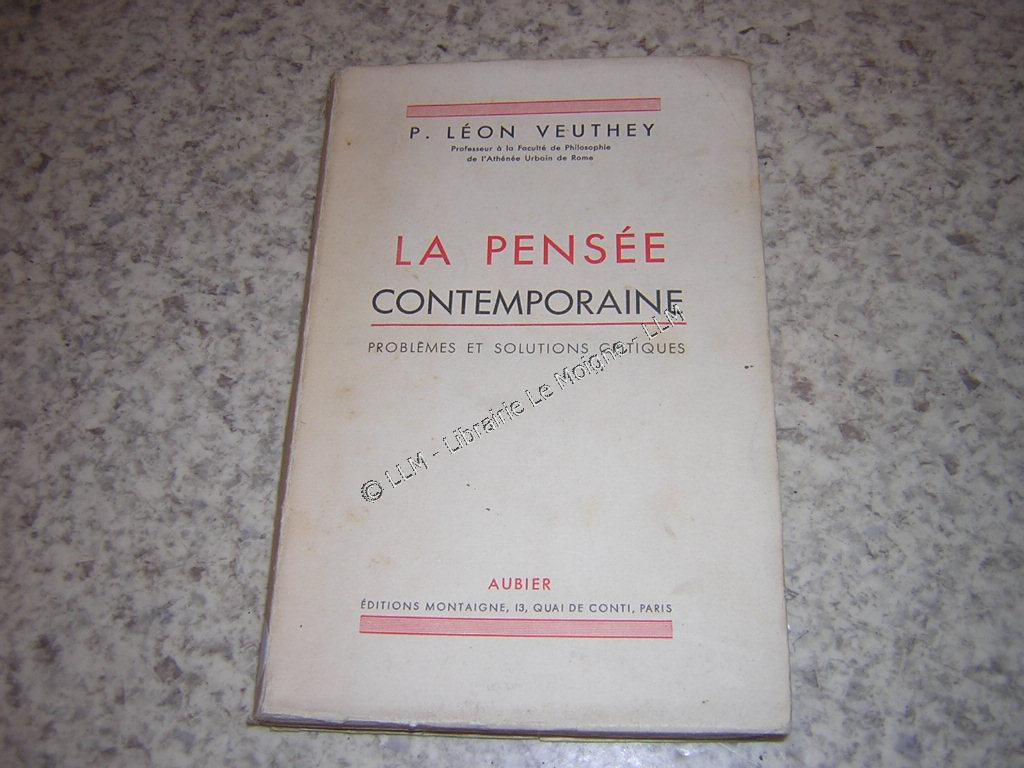 P. LÉON VEUTHEY
Professeur à la Faculté de Philosophie
de l'Athénée Urbain de Rome
LA PENSÉE
CONTEMPORAINE
PROBLÈMES ET SOLUTIONS CRITIQUES
© LLM - Librairie Le Moigne - LLM
AUBIER
ÉDITIONS MONTAIGNE, 13, QUAI DE CONTI, PARIS